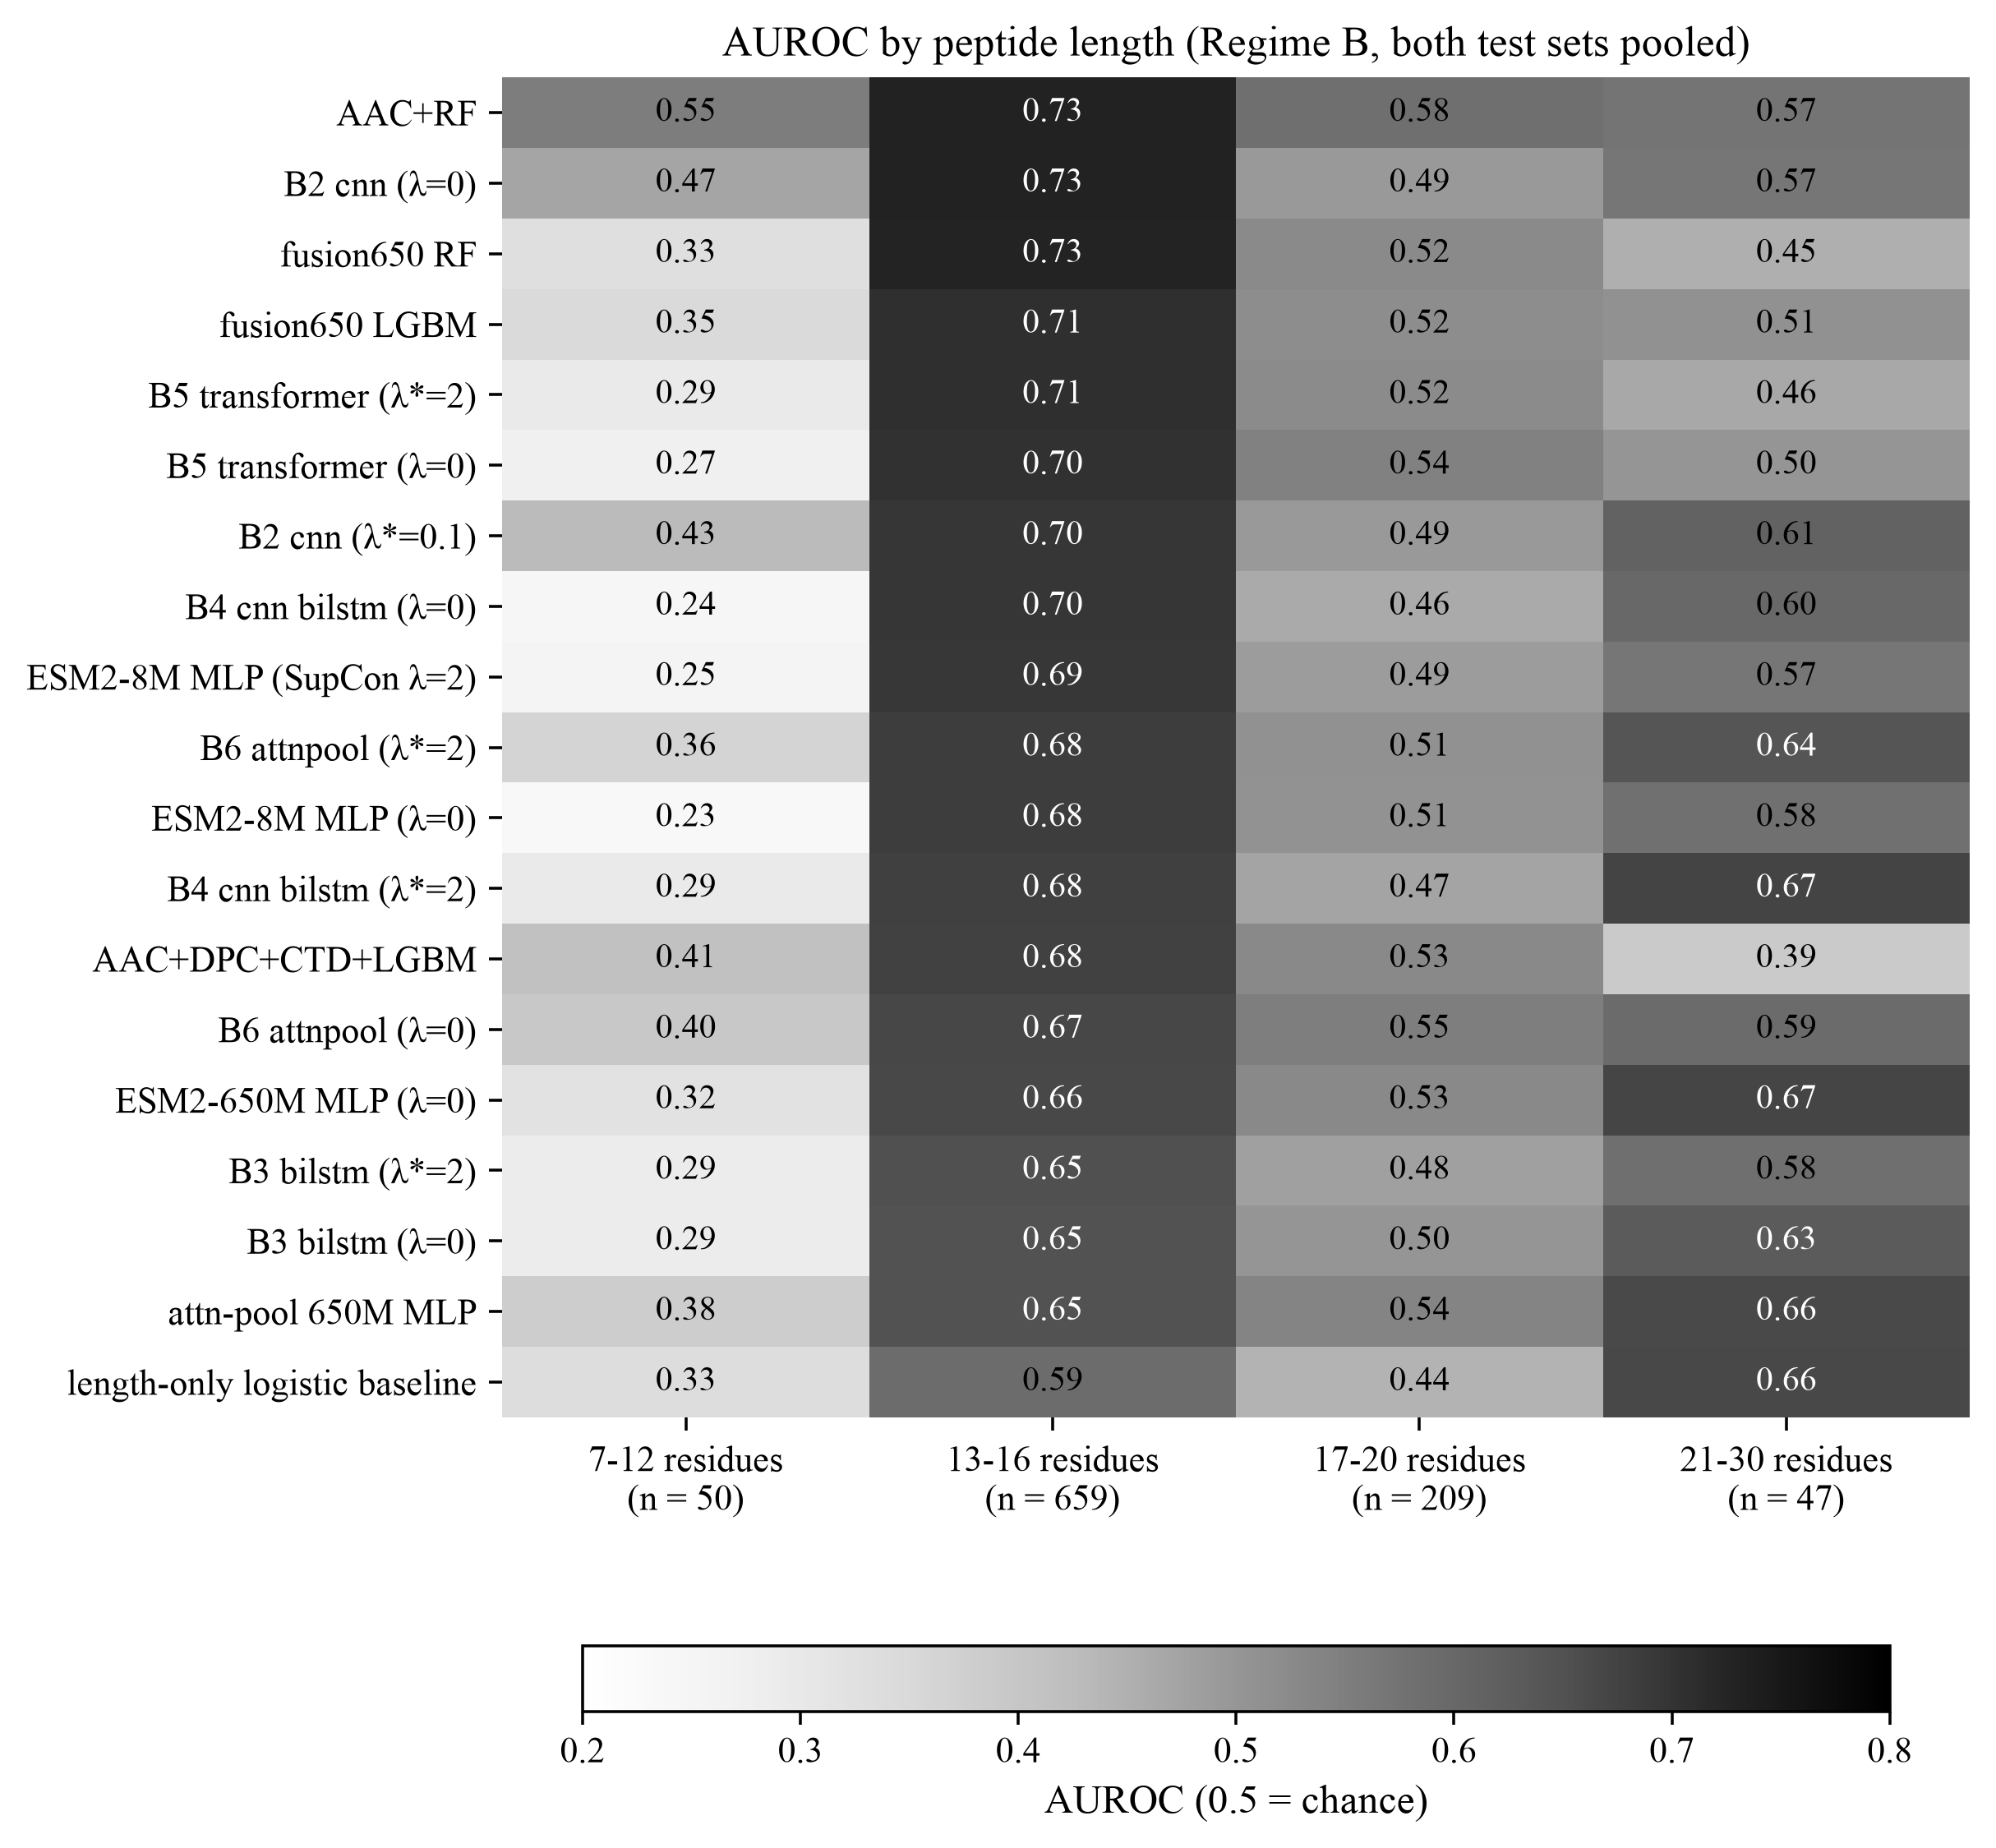 AUROC by peptide length (Regime B, both test sets pooled)
AAC+RF 0.55 0.73 0.58 0.57
B2 cnn (λ=0) 0.47 0.73 0.49 0.57
fusion650 RF 0.33 0.73 0.52 0.45
fusion650 LGBM 0.35 0.71 0.52 0.51
B5 transformer (λ*=2) 0.29 0.71 0.52 0.46
B5 transformer (λ=0) 0.27 0.70 0.54 0.50
B2 cnn (λ*=0.1) 0.43 0.70 0.49 0.61
B4 cnn bilstm (λ=0) 0.24 0.70 0.46 0.60
ESM2-8M MLP (SupCon λ=2) 0.25 0.69 0.49 0.57
B6 attnpool (λ*=2) 0.36 0.68 0.51 0.64
ESM2-8M MLP (λ=0) 0.23 0.68 0.51 0.58
B4 cnn bilstm (λ*=2) 0.29 0.68 0.47 0.67
AAC+DPC+CTD+LGBM 0.41 0.68 0.53 0.39
B6 attnpool (λ=0) 0.40 0.67 0.55 0.59
ESM2-650M MLP (λ=0) 0.32 0.66 0.53 0.67
B3 bilstm (λ*=2) 0.29 0.65 0.48 0.58
B3 bilstm (λ=0) 0.29 0.65 0.50 0.63
attn-pool 650M MLP 0.38 0.65 0.54 0.66
length-only logistic baseline 0.33 0.59 0.44 0.66
7-12 residues 13-16 residues 17-20 residues 21-30 residues
(n = 50) (n = 659) (n = 209) (n = 47)
0.2 0.3 0.4 0.5 0.6 0.7 0.8
AUROC (0.5 = chance)